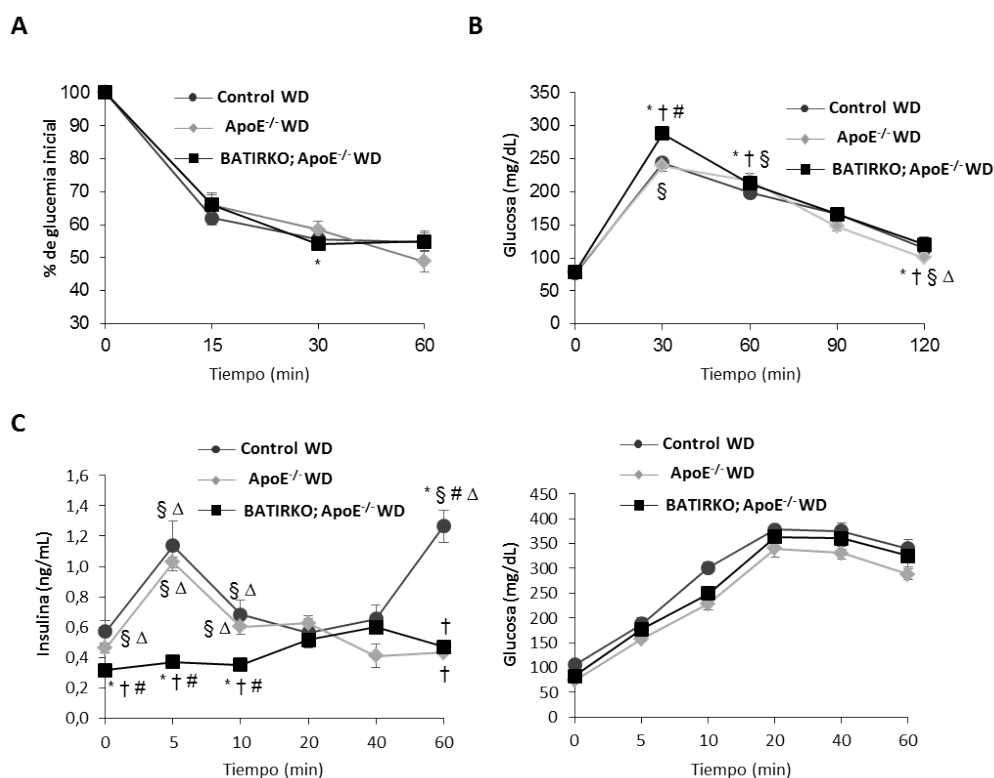 A
Control WD
ApoE-/- WD
BATIRKO; ApoE-/- WD
% de glucemia inicial
100
90
80
70
60
50
40
30
*
0 15 30 60
Tiempo (min)
B
Control WD
ApoE-/- WD
BATIRKO; ApoE-/- WD
Glucosa (mg/dL)
350
300
250
200
150
100
50
0
* † #
§
* † §
* † § Δ
0 30 60 90 120
Tiempo (min)
C
Control WD
ApoE-/- WD
BATIRKO; ApoE-/- WD
Insulina (ng/mL)
1,6
1,4
1,2
1,0
0,8
0,6
0,4
0,2
0,0
§ Δ
§ Δ
§ Δ
§ Δ
§ Δ
* § # Δ
†
†
* † #
* † #
* † #
0 5 10 20 40 60
Tiempo (min)
Control WD
ApoE-/- WD
BATIRKO; ApoE-/- WD
Glucosa (mg/dL)
450
400
350
300
250
200
150
100
50
0
0 5 10 20 40 60
Tiempo (min)